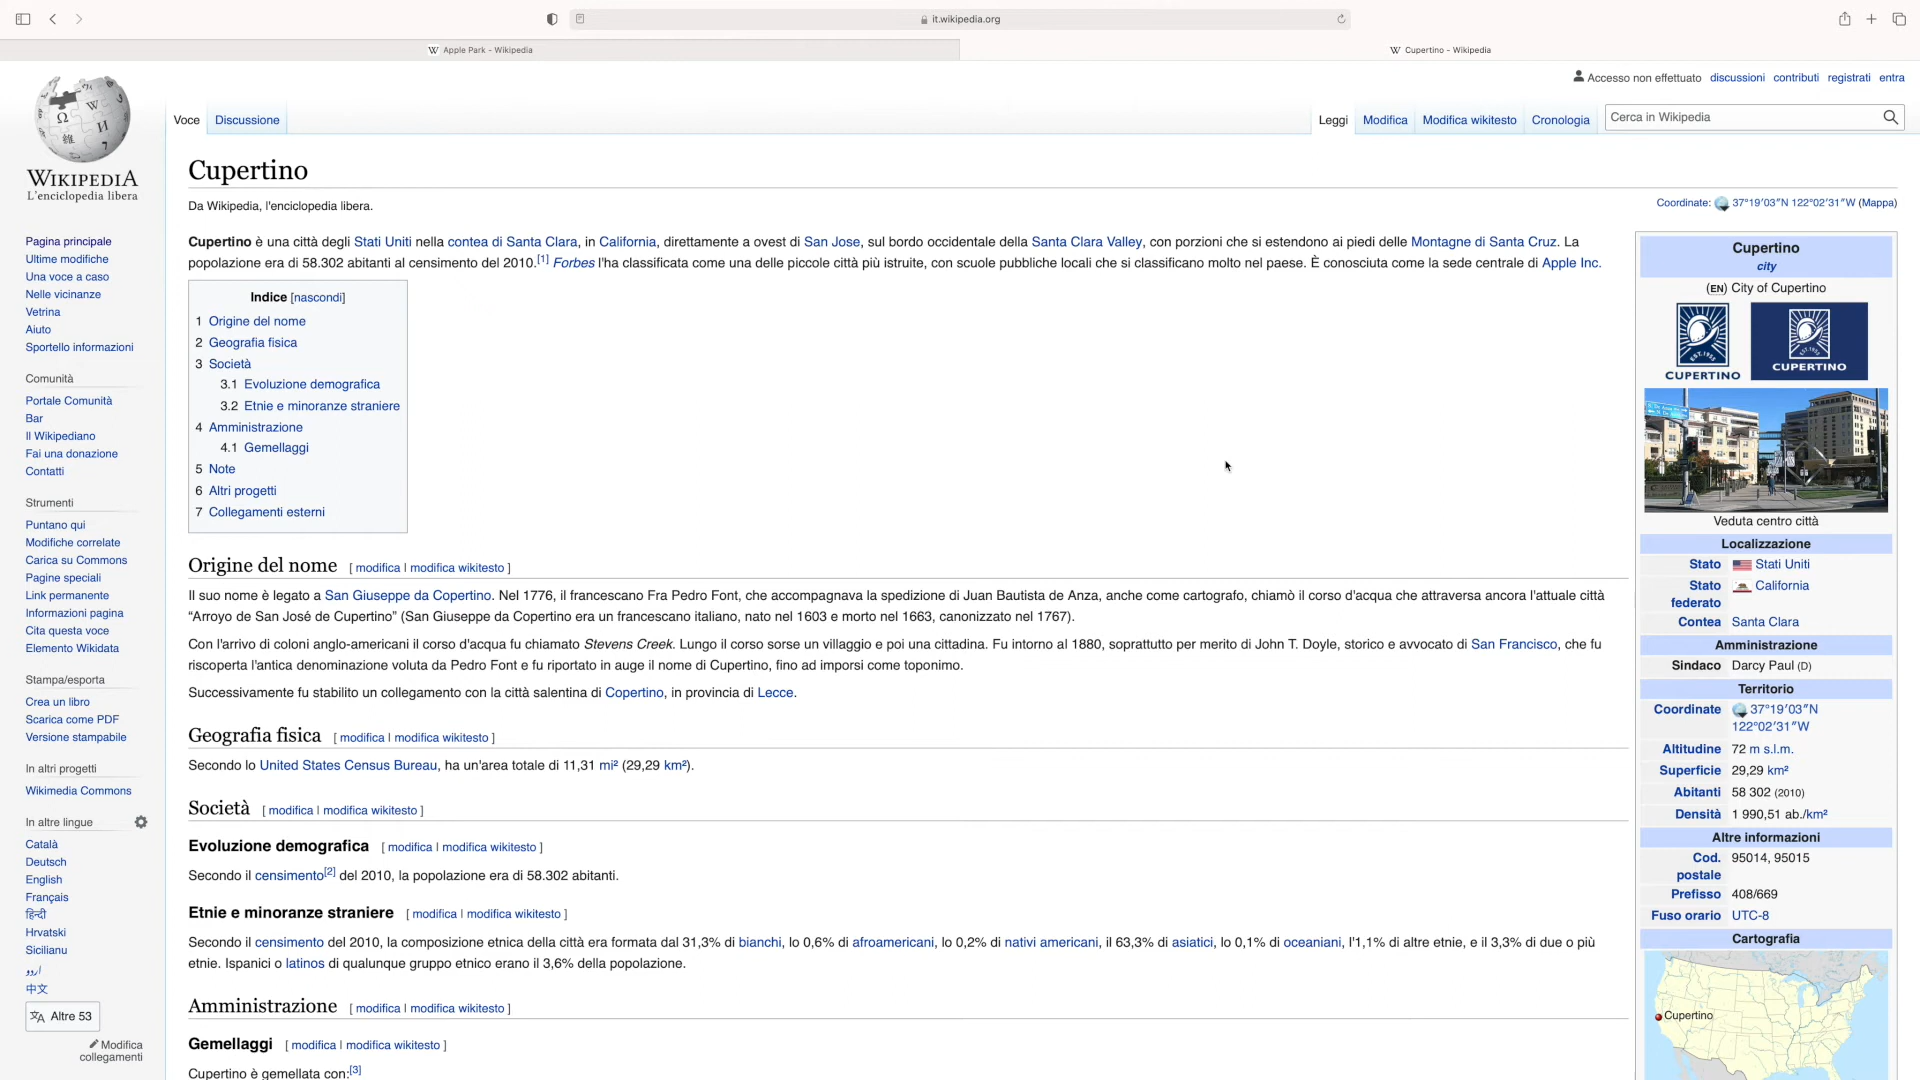 it.wikipedia.org
Apple Park - Wikipedia
Cupertino - Wikipedia
Accesso non effettuato discussioni contributi registrati entra
Voce Discussione Leggi Modifica Modifica wikitesto Cronologia Cerca in Wikipedia
WIKIPEDIA
L'enciclopedia libera
Pagina principale
Ultime modifiche
Una voce a caso
Nelle vicinanze
Vetrina
Aiuto
Sportello informazioni
Comunità
Portale Comunità
Bar
Il Wikipediano
Fai una donazione
Contatti
Strumenti
Puntano qui
Modifiche correlate
Carica su Commons
Pagine speciali
Link permanente
Informazioni pagina
Cita questa voce
Elemento Wikidata
Stampa/esporta
Crea un libro
Scarica come PDF
Versione stampabile
In altri progetti
Wikimedia Commons
In altre lingue
Català
Deutsch
English
Français
हिन्दी
Hrvatski
Sicilianu
اردو
中文
Altre 53
Modifica
collegamenti
Cupertino
Da Wikipedia, l'enciclopedia libera.
Coordinate: 37°19′03″N 122°02′31″W (Mappa)
Cupertino è una città degli Stati Uniti nella contea di Santa Clara, in California, direttamente a ovest di San Jose, sul bordo occidentale della Santa Clara Valley, con porzioni che si estendono ai piedi delle Montagne di Santa Cruz. La
popolazione era di 58.302 abitanti al censimento del 2010.[1] Forbes l'ha classificata come una delle piccole città più istruite, con scuole pubbliche locali che si classificano molto nel paese. È conosciuta come la sede centrale di Apple Inc.
Indice [nascondi]
1 Origine del nome
2 Geografia fisica
3 Società
3.1 Evoluzione demografica
3.2 Etnie e minoranze straniere
4 Amministrazione
4.1 Gemellaggi
5 Note
6 Altri progetti
7 Collegamenti esterni
Origine del nome [ modifica | modifica wikitesto ]
Il suo nome è legato a San Giuseppe da Copertino. Nel 1776, il francescano Fra Pedro Font, che accompagnava la spedizione di Juan Bautista de Anza, anche come cartografo, chiamò il corso d'acqua che attraversa ancora l'attuale città
“Arroyo de San José de Cupertino” (San Giuseppe da Copertino era un francescano italiano, nato nel 1603 e morto nel 1663, canonizzato nel 1767).
Con l'arrivo di coloni anglo-americani il corso d'acqua fu chiamato Stevens Creek. Lungo il corso sorse un villaggio e poi una cittadina. Fu intorno al 1880, soprattutto per merito di John T. Doyle, storico e avvocato di San Francisco, che fu
riscoperta l'antica denominazione voluta da Pedro Font e fu riportato in auge il nome di Cupertino, fino ad imporsi come toponimo.
Successivamente fu stabilito un collegamento con la città salentina di Copertino, in provincia di Lecce.
Geografia fisica [ modifica | modifica wikitesto ]
Secondo lo United States Census Bureau, ha un'area totale di 11,31 mi² (29,29 km²).
Società [ modifica | modifica wikitesto ]
Evoluzione demografica [ modifica | modifica wikitesto ]
Secondo il censimento[2] del 2010, la popolazione era di 58.302 abitanti.
Etnie e minoranze straniere [ modifica | modifica wikitesto ]
Secondo il censimento del 2010, la composizione etnica della città era formata dal 31,3% di bianchi, lo 0,6% di afroamericani, lo 0,2% di nativi americani, il 63,3% di asiatici, lo 0,1% di oceaniani, l'1,1% di altre etnie, e il 3,3% di due o più
etnie. Ispanici o latinos di qualunque gruppo etnico erano il 3,6% della popolazione.
Amministrazione [ modifica | modifica wikitesto ]
Gemellaggi [ modifica | modifica wikitesto ]
Cupertino è gemellata con:[3]
Cupertino
city
(EN) City of Cupertino
EST. 1955
CUPERTINO
EST. 1955
CUPERTINO
Veduta centro città
Localizzazione
Stato Stati Uniti
Stato California
federato
Contea Santa Clara
Amministrazione
Sindaco Darcy Paul (D)
Territorio
Coordinate 37°19′03″N
122°02′31″W
Altitudine 72 m s.l.m.
Superficie 29,29 km²
Abitanti 58 302 (2010)
Densità 1 990,51 ab./km²
Altre informazioni
Cod. 95014, 95015
postale
Prefisso 408/669
Fuso orario UTC-8
Cartografia
Cupertino